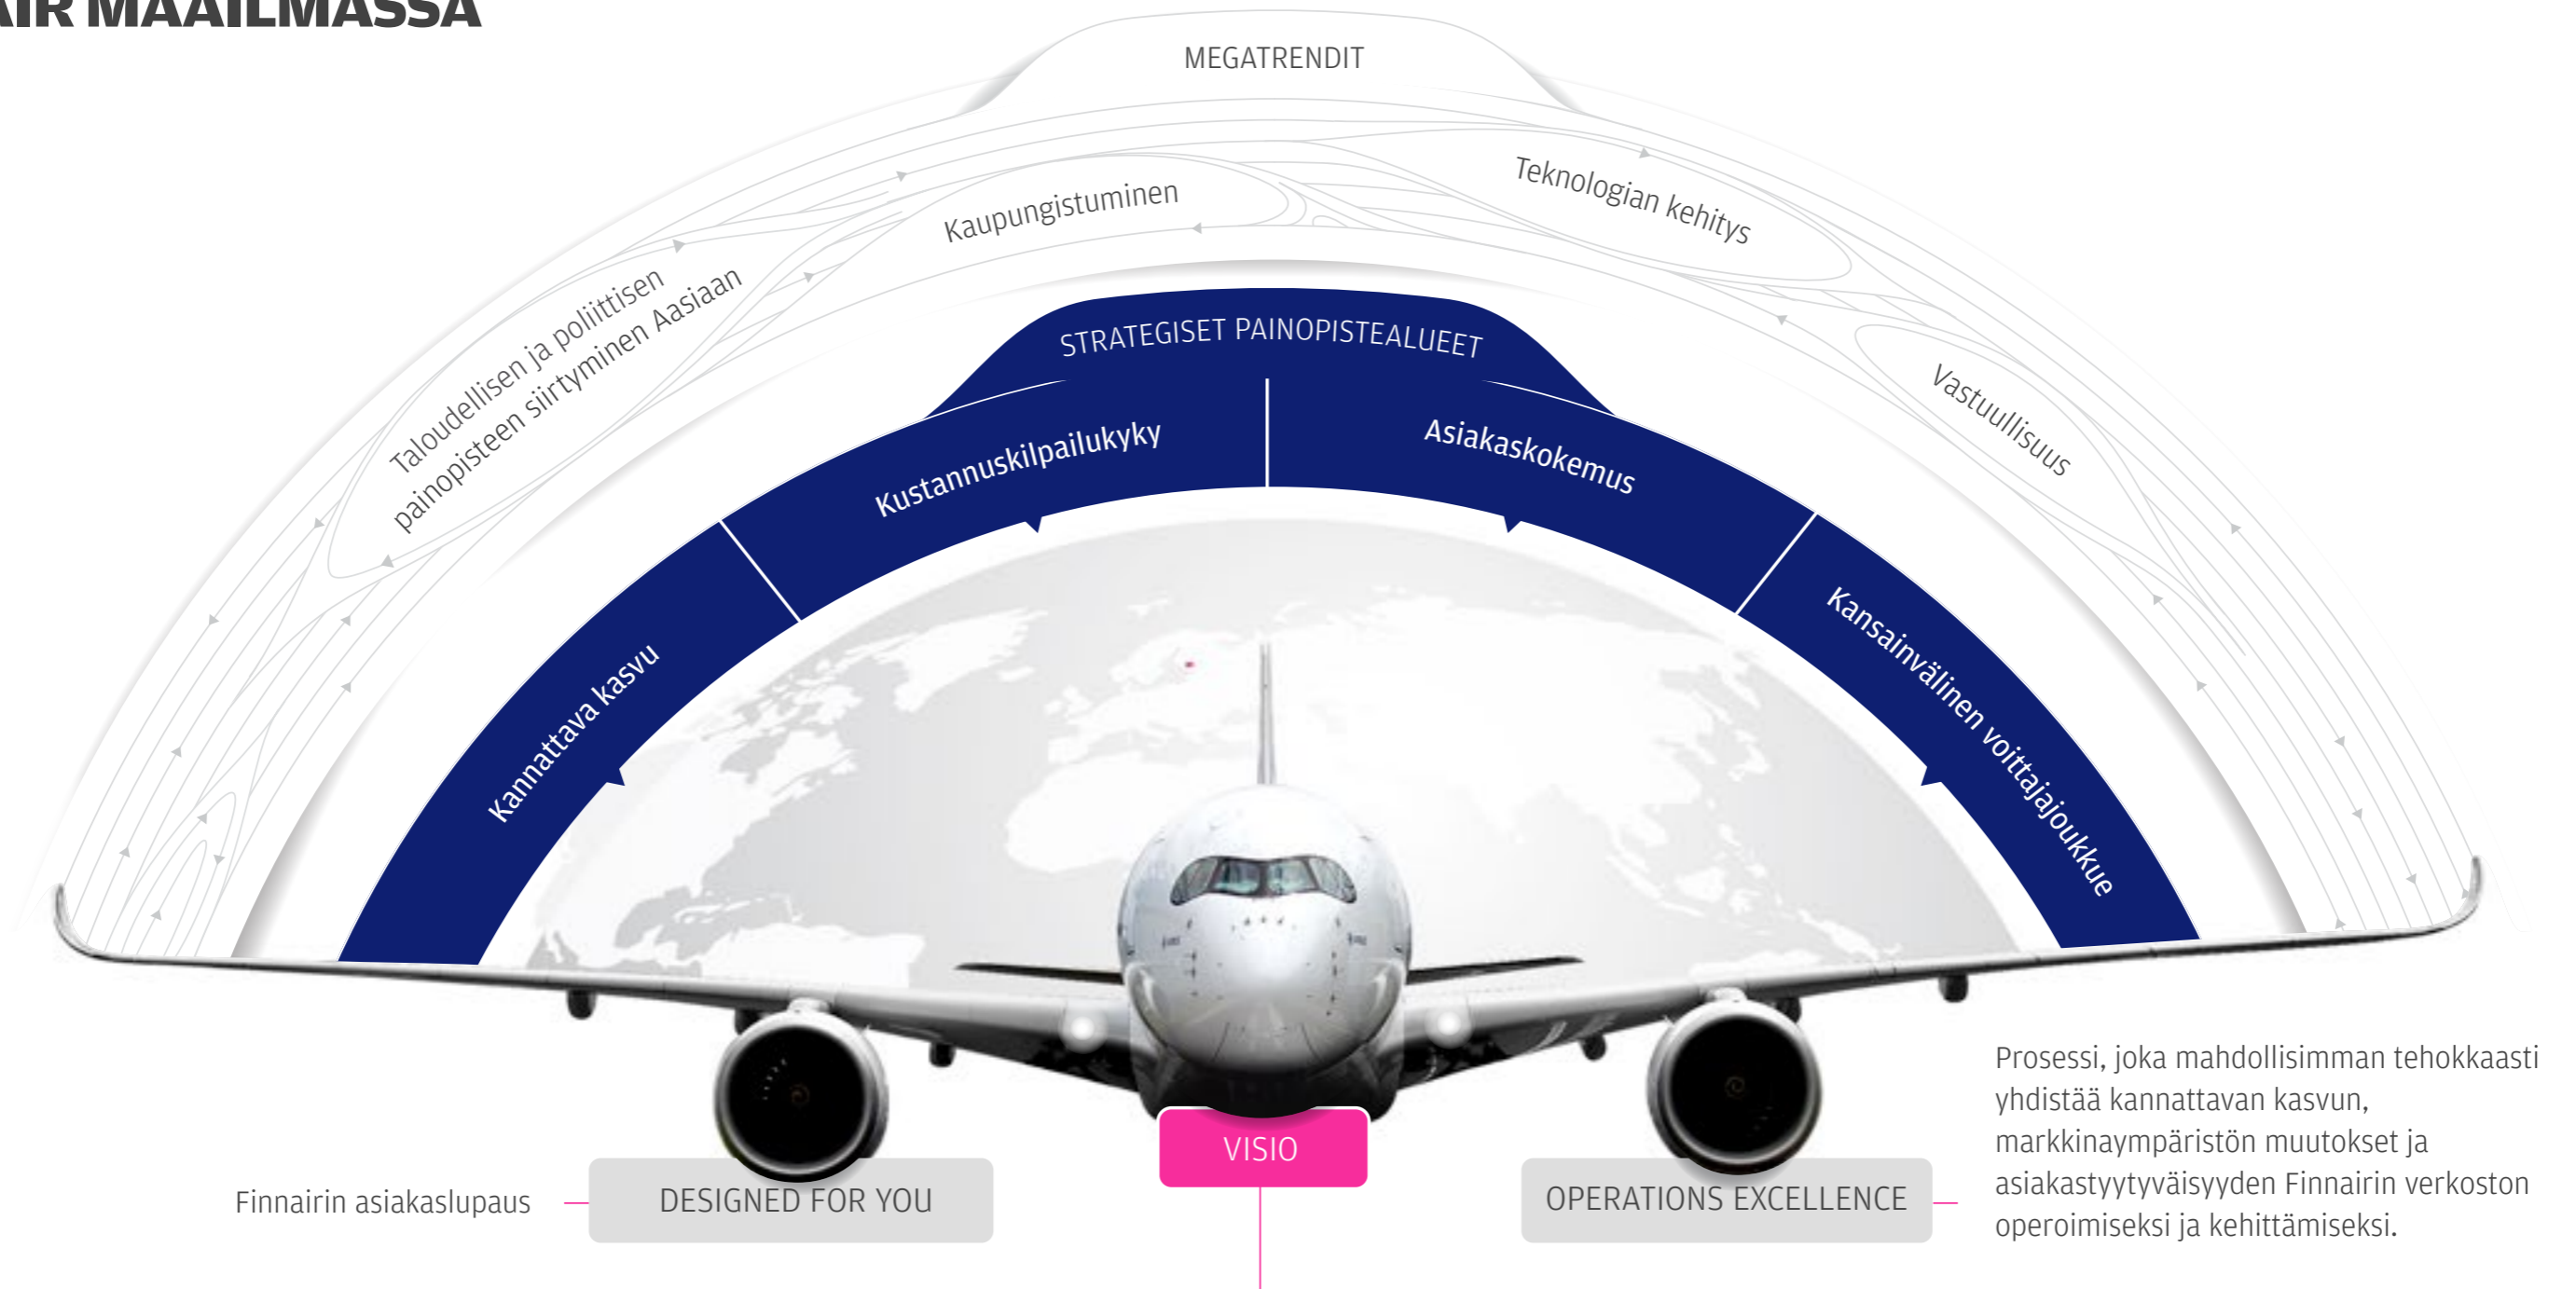 AIR MAAILMASSA
MEGATRENDIT
Taloudellisen ja poliittisen
painopisteen siirtyminen Aasiaan
Kaupungistuminen
Teknologian kehitys
Vastuullisuus
STRATEGISET PAINOPISTEALUEET
Kannattava kasvu
Kustannuskilpailukyky
Asiakaskokemus
Kansainvälinen voittajajoukkue
Finnairin asiakaslupaus
DESIGNED FOR YOU
VISIO
OPERATIONS EXCELLENCE
Prosessi, joka mahdollisimman tehokkaasti
yhdistää kannattavan kasvun,
markkinaympäristön muutokset ja
asiakastyytyväisyyden Finnairin verkoston
operoimiseksi ja kehittämiseksi.